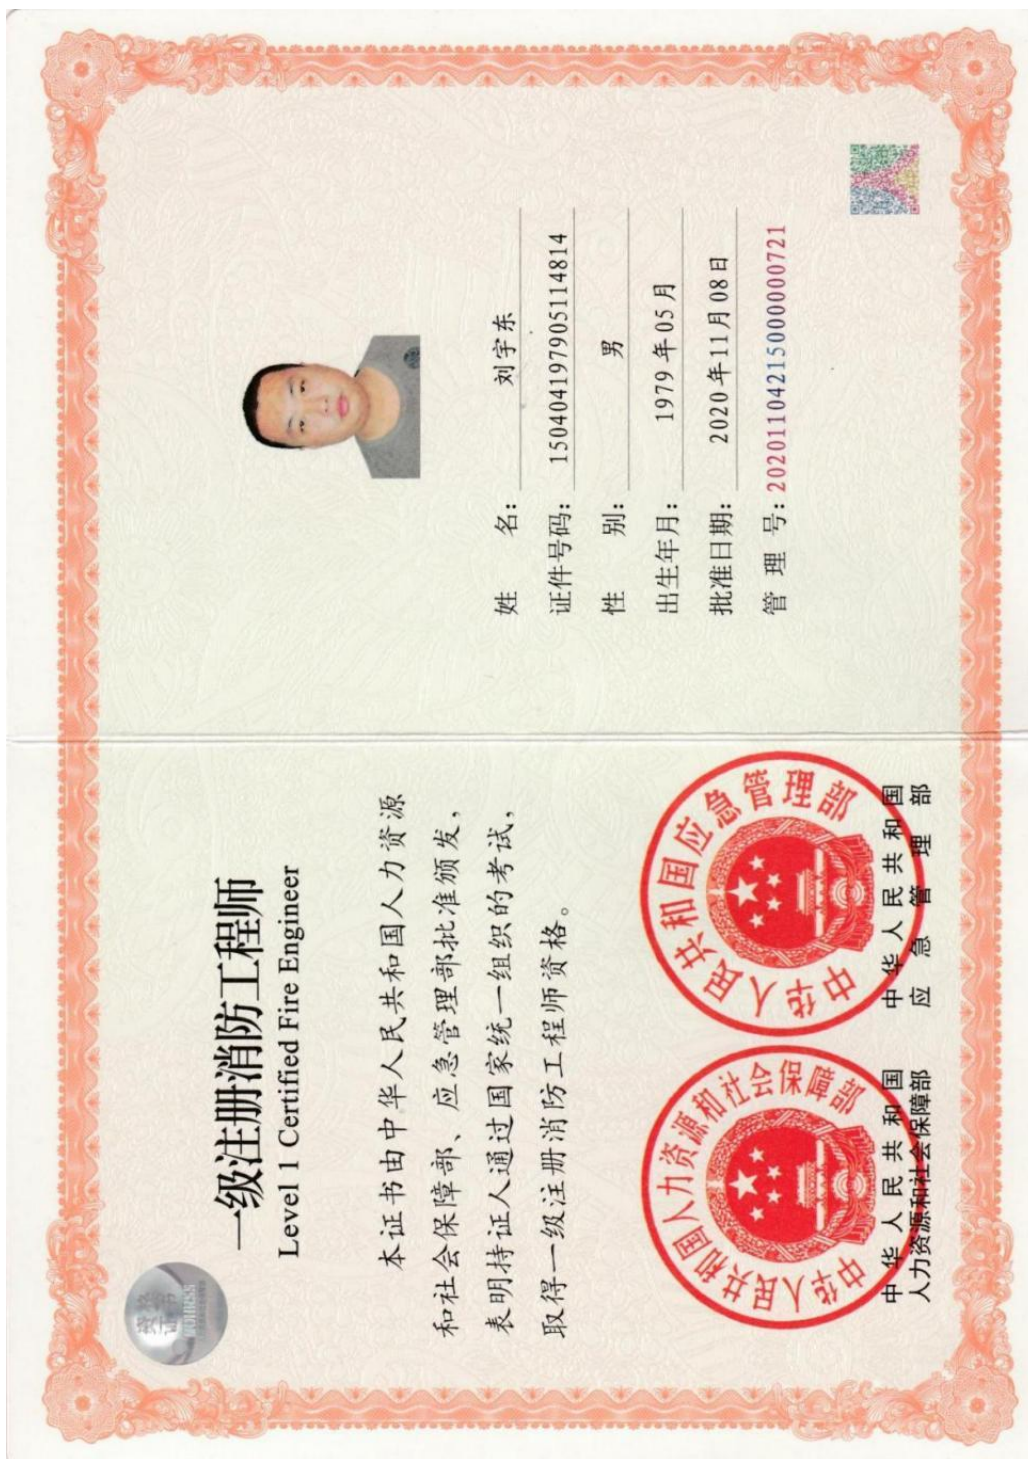 一级注册消防工程师
Level 1 Certified Fire Engineer
本证书由中华人民共和国人力资源
和社会保障部、应急管理部批准颁发，
表明持证人通过国家统一组织的考试，
取得一级注册消防工程师资格。
中华人民共和国人力资源和社会保障部
中华人民共和国应急管理部
中华人民共和国
人力资源和社会保障部
中华人民共和国
应急管理部
姓 名： 刘宇东
证件号码： 150404197905114814
性 别： 男
出生年月： 1979年05月
批准日期： 2020年11月08日
管 理 号： 20201104215000000721